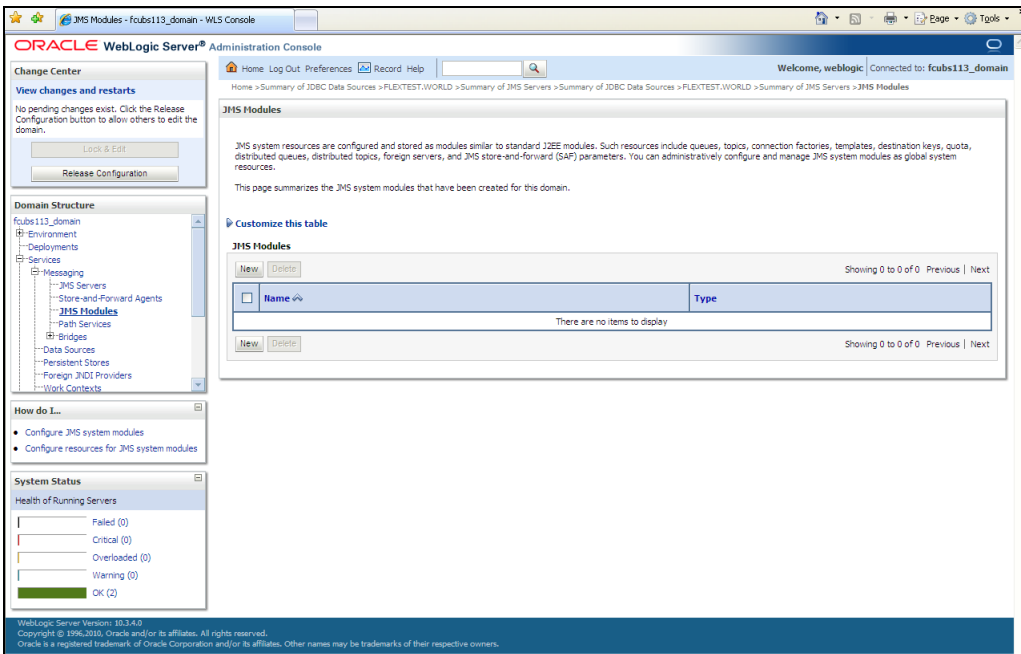 JMS Modules - fcubs113_domain - WLS Console
Page
Tools
ORACLE WebLogic Server® Administration Console
Change Center
View changes and restarts
No pending changes exist. Click the Release
Configuration button to allow others to edit the
domain.
Lock & Edit
Release Configuration
Domain Structure
fcubs113_domain
Environment
Deployments
Services
Messaging
JMS Servers
Store-and-Forward Agents
JMS Modules
Path Services
Bridges
Data Sources
Persistent Stores
Foreign JNDI Providers
Work Contexts
How do I...
Configure JMS system modules
Configure resources for JMS system modules
System Status
Health of Running Servers
Failed (0)
Critical (0)
Overloaded (0)
Warning (0)
OK (2)
Home Log Out Preferences Record Help
Welcome, weblogic Connected to: fcubs113_domain
Home >Summary of JDBC Data Sources >FLEXTEST.WORLD >Summary of JMS Servers >Summary of JDBC Data Sources >FLEXTEST.WORLD >Summary of JMS Servers >JMS Modules
JMS Modules
JMS system resources are configured and stored as modules similar to standard J2EE modules. Such resources include queues, topics, connection factories, templates, destination keys, quota,
distributed queues, distributed topics, foreign servers, and JMS store-and-forward (SAF) parameters. You can administratively configure and manage JMS system modules as global system
resources.
This page summarizes the JMS system modules that have been created for this domain.
Customize this table
JMS Modules
New Delete Showing 0 to 0 of 0 Previous | Next
Name Type
There are no items to display
New Delete Showing 0 to 0 of 0 Previous | Next
WebLogic Server Version: 10.3.4.0
Copyright © 1996,2010, Oracle and/or its affiliates. All rights reserved.
Oracle is a registered trademark of Oracle Corporation and/or its affiliates. Other names may be trademarks of their respective owners.